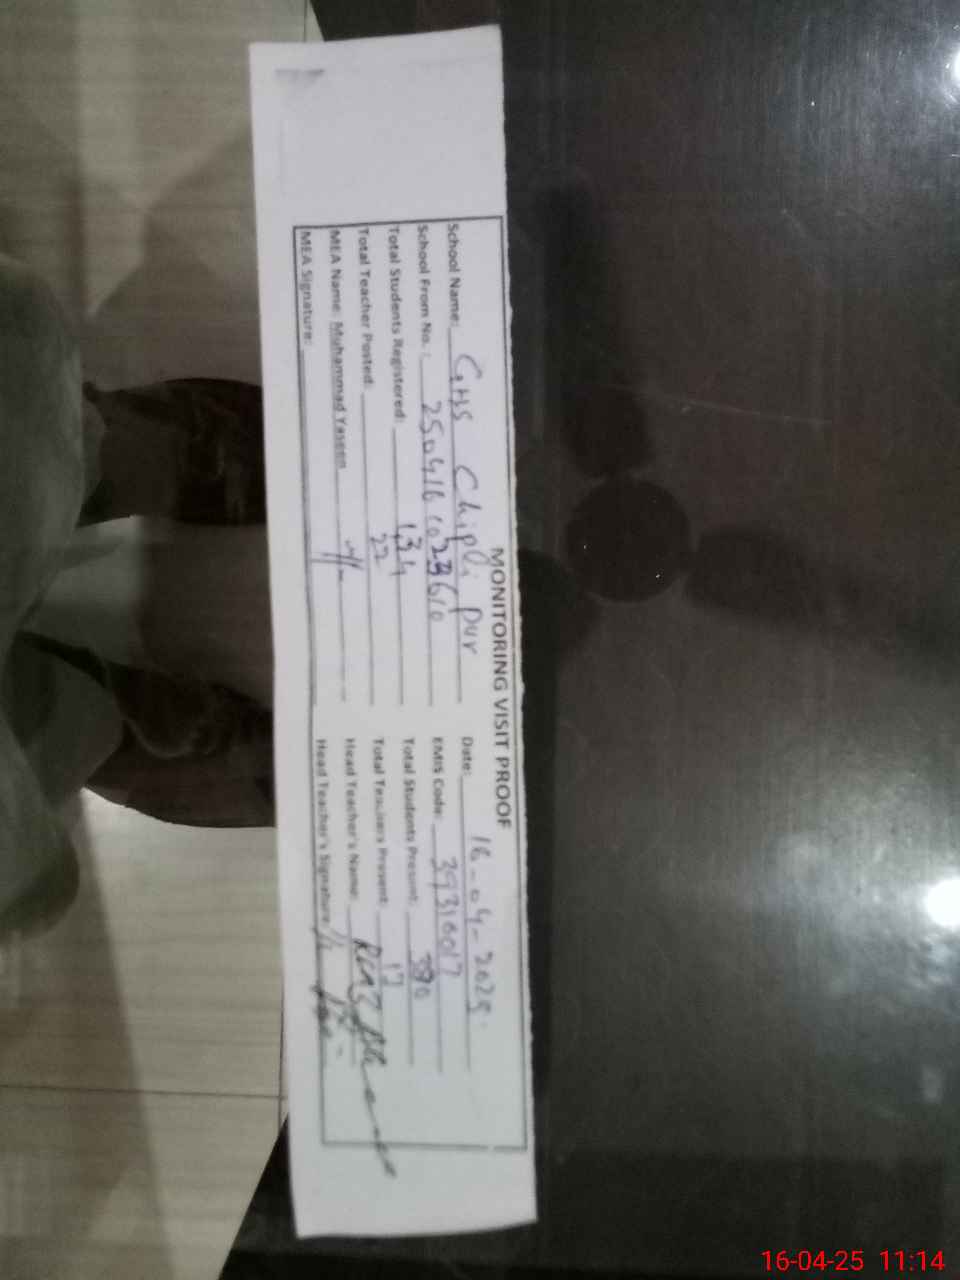 MONITORING VISIT PROOF
School Name: GHS Chipli pur Date: 16-04-2025
School From No. : EMIS Code: 39310017
Total Students Registered: Total Students Present:
Total Teacher Posted: 22 Total Teachers Present: 17
MEA Name: Muhammad Yaseen Head Teacher's Name:
MEA Signature: Head Teacher's Signature
16-04-25 11:14